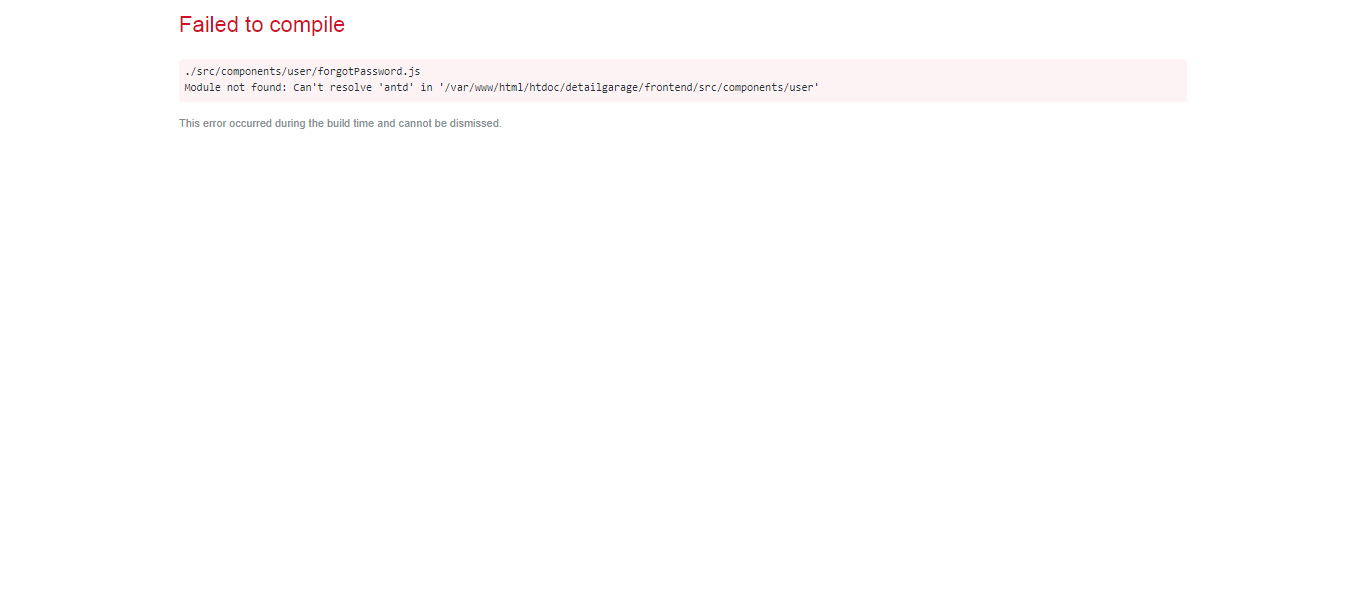 Failed to compile
./src/components/user/forgotPassword.js
Module not found: Can't resolve 'antd' in '/var/www/html/htdoc/detailgarage/frontend/src/components/user'
This error occurred during the build time and cannot be dismissed.